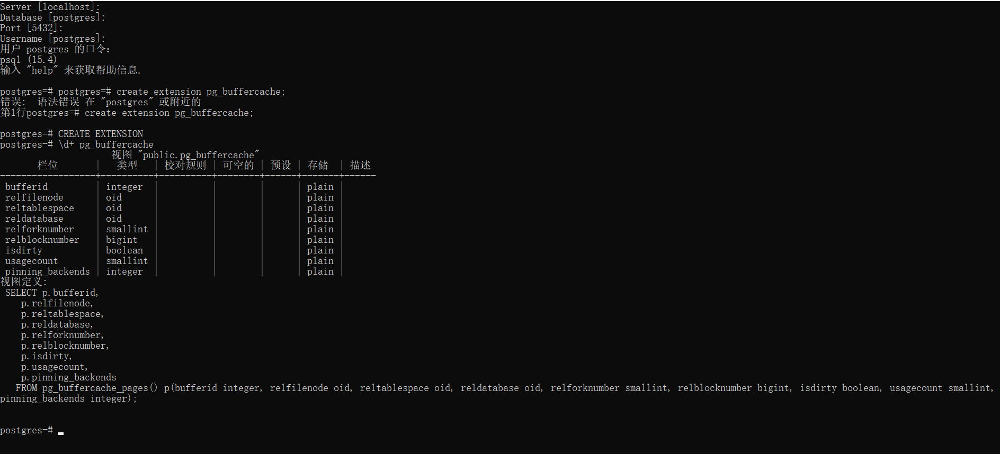 Server [localhost]:
Database [postgres]:
Port [5432]:
Username [postgres]:
用户 postgres 的口令：
psql (15.4)
输入 "help" 来获取帮助信息.
postgres=# postgres=# create extension pg_buffercache;
错误:  语法错误 在 "postgres" 或附近的
第1行postgres=# create extension pg_buffercache;
^
postgres=# CREATE EXTENSION
postgres-# \d+ pg_buffercache
视图 "public.pg_buffercache"
栏位 | 类型 | 校对规则 | 可空的 | 预设 | 存储 | 描述
------------------+----------+----------+--------+------+-------+------
bufferid | integer | | | | plain |
relfilenode | oid | | | | plain |
reltablespace | oid | | | | plain |
reldatabase | oid | | | | plain |
relforknumber | smallint | | | | plain |
relblocknumber | bigint | | | | plain |
isdirty | boolean | | | | plain |
usagecount | smallint | | | | plain |
pinning_backends | integer | | | | plain |
视图定义:
SELECT p.bufferid,
p.relfilenode,
p.reltablespace,
p.reldatabase,
p.relforknumber,
p.relblocknumber,
p.isdirty,
p.usagecount,
p.pinning_backends
FROM pg_buffercache_pages() p(bufferid integer, relfilenode oid, reltablespace oid, reldatabase oid, relforknumber smallint, relblocknumber bigint, isdirty boolean, usagecount smallint,
pinning_backends integer);
postgres-#